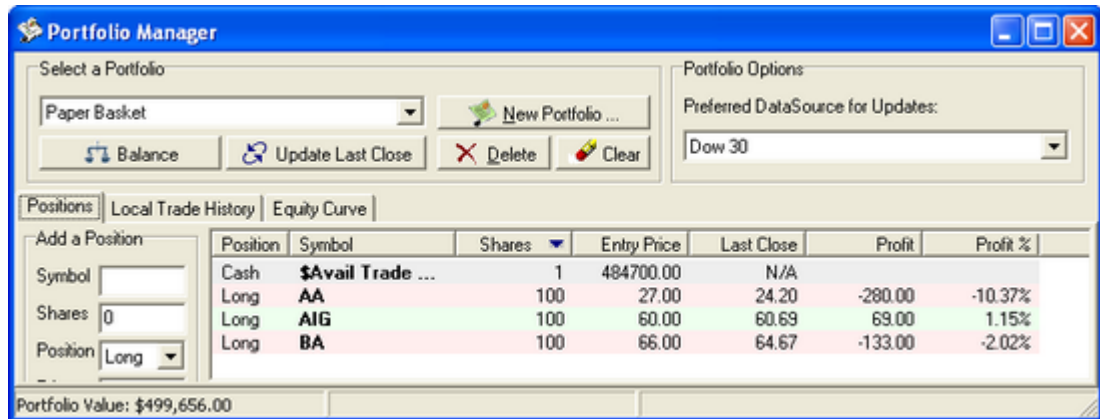 Portfolio Manager
Select a Portfolio
Portfolio Options
Paper Basket
New Portfolio ...
Preferred DataSource for Updates:
Balance Update Last Close Delete Clear
Dow 30
Positions Local Trade History Equity Curve
Add a Position
Position Symbol Shares Entry Price Last Close Profit Profit %
Symbol
Cash $Avail Trade ... 1 484700.00 N/A
Long AA 100 27.00 24.20 -280.00 -10.37%
Shares 0
Long AIG 100 60.00 60.69 69.00 1.15%
Position Long
Long BA 100 66.00 64.67 -133.00 -2.02%
Portfolio Value: $499,656.00